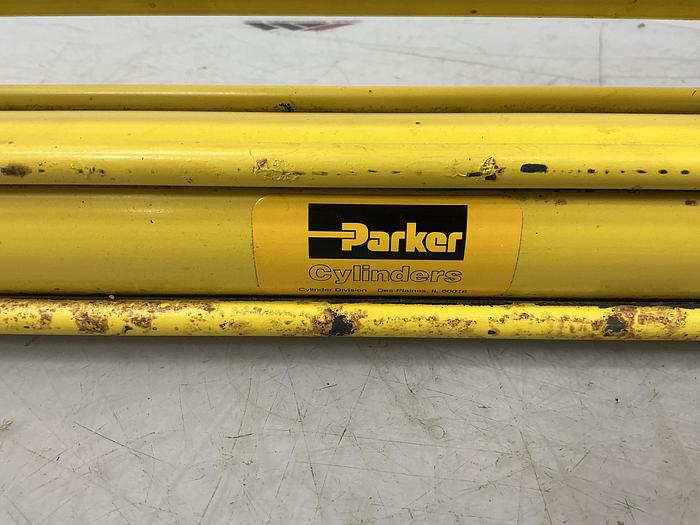 Parker
Cylinders
Cylinder Division Des Plaines, IL 60016